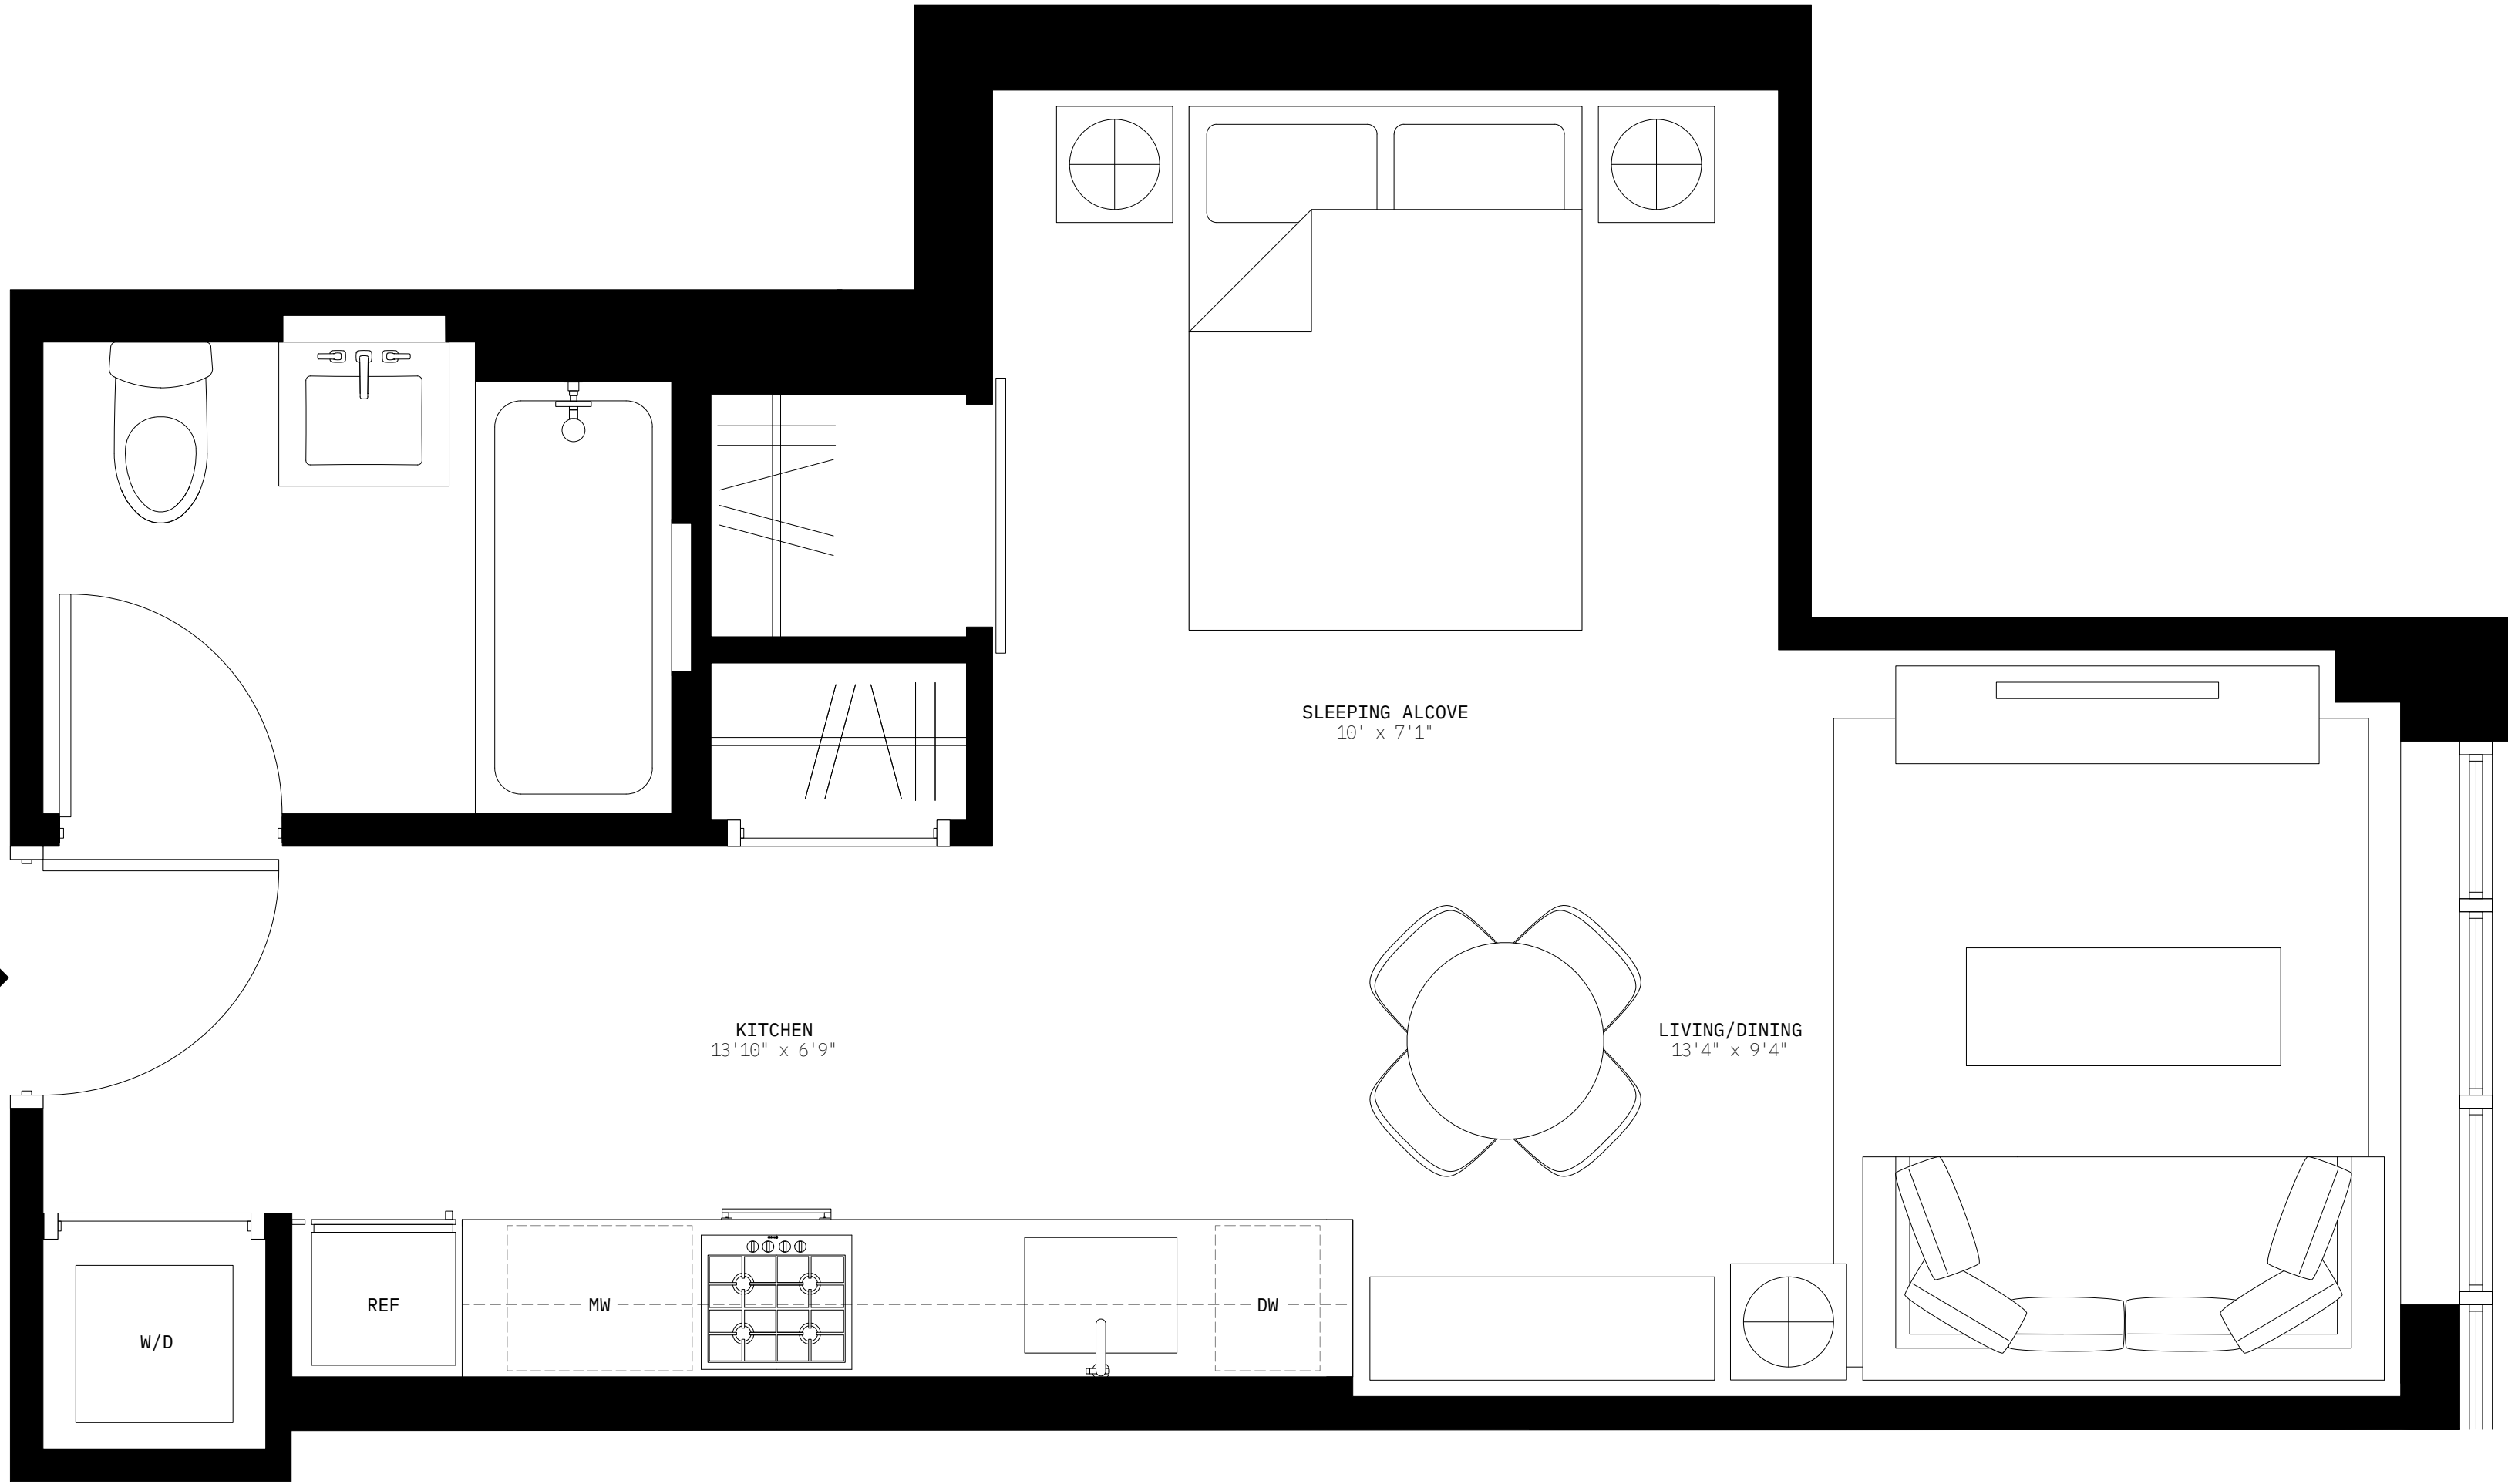 SLEEPING ALCOVE
10' x 7'1"
KITCHEN
13'10" x 6'9"
LIVING/DINING
13'4" x 9'4"
REF
MW
DW
W/D